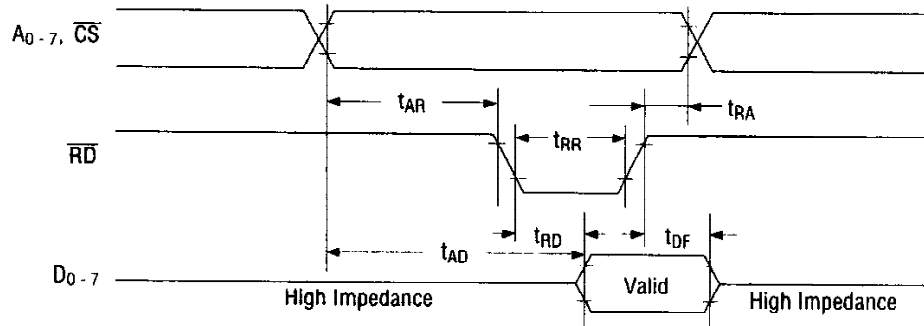 A0-7, CS
tAR
tRA
RD
tRR
tRD
tDF
tAD
D0-7
Valid
High Impedance
High Impedance